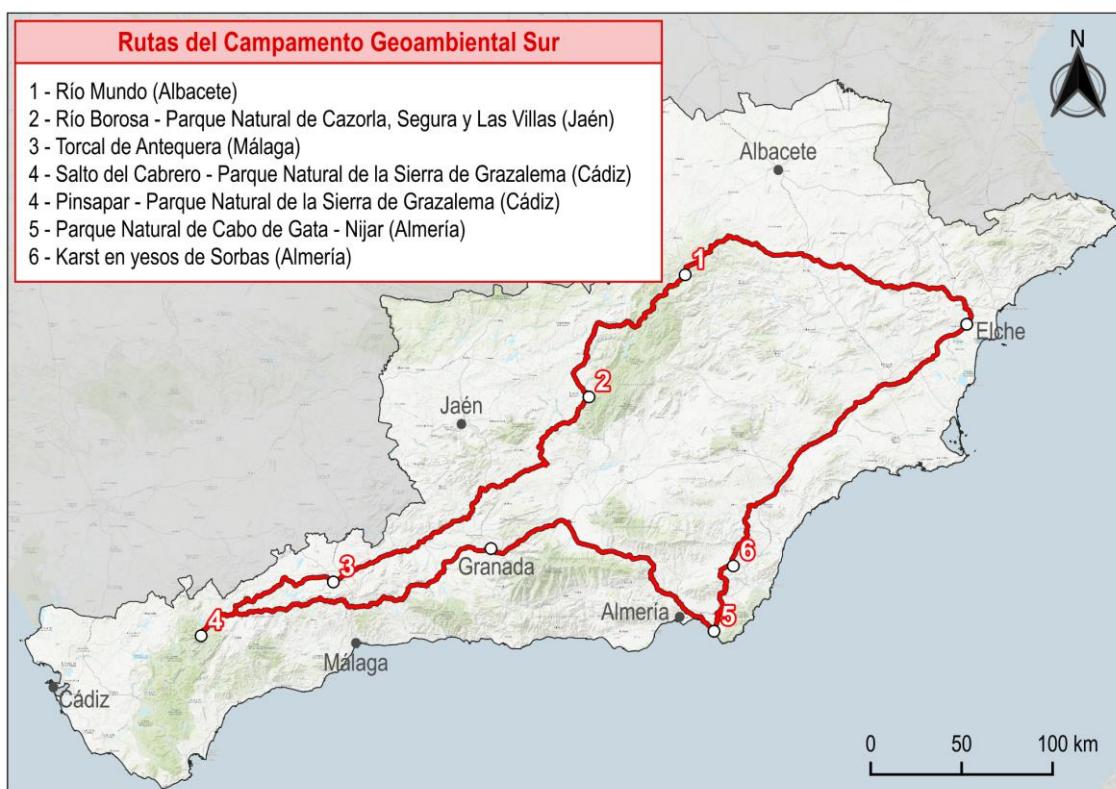 Rutas del Campamento Geoambiental Sur
1 - Río Mundo (Albacete)
2 - Río Borosa - Parque Natural de Cazorla, Segura y Las Villas (Jaén)
3 - Torcal de Antequera (Málaga)
4 - Salto del Cabrero - Parque Natural de la Sierra de Grazalema (Cádiz)
4 - Pinsapar - Parque Natural de la Sierra de Grazalema (Cádiz)
5 - Parque Natural de Cabo de Gata - Nijar (Almería)
6 - Karst en yesos de Sorbas (Almería)
N
Albacete
1
Elche
2
Jaén
3
Granada
6
4
Almería
5
Málaga
Cádiz
0 50 100 km